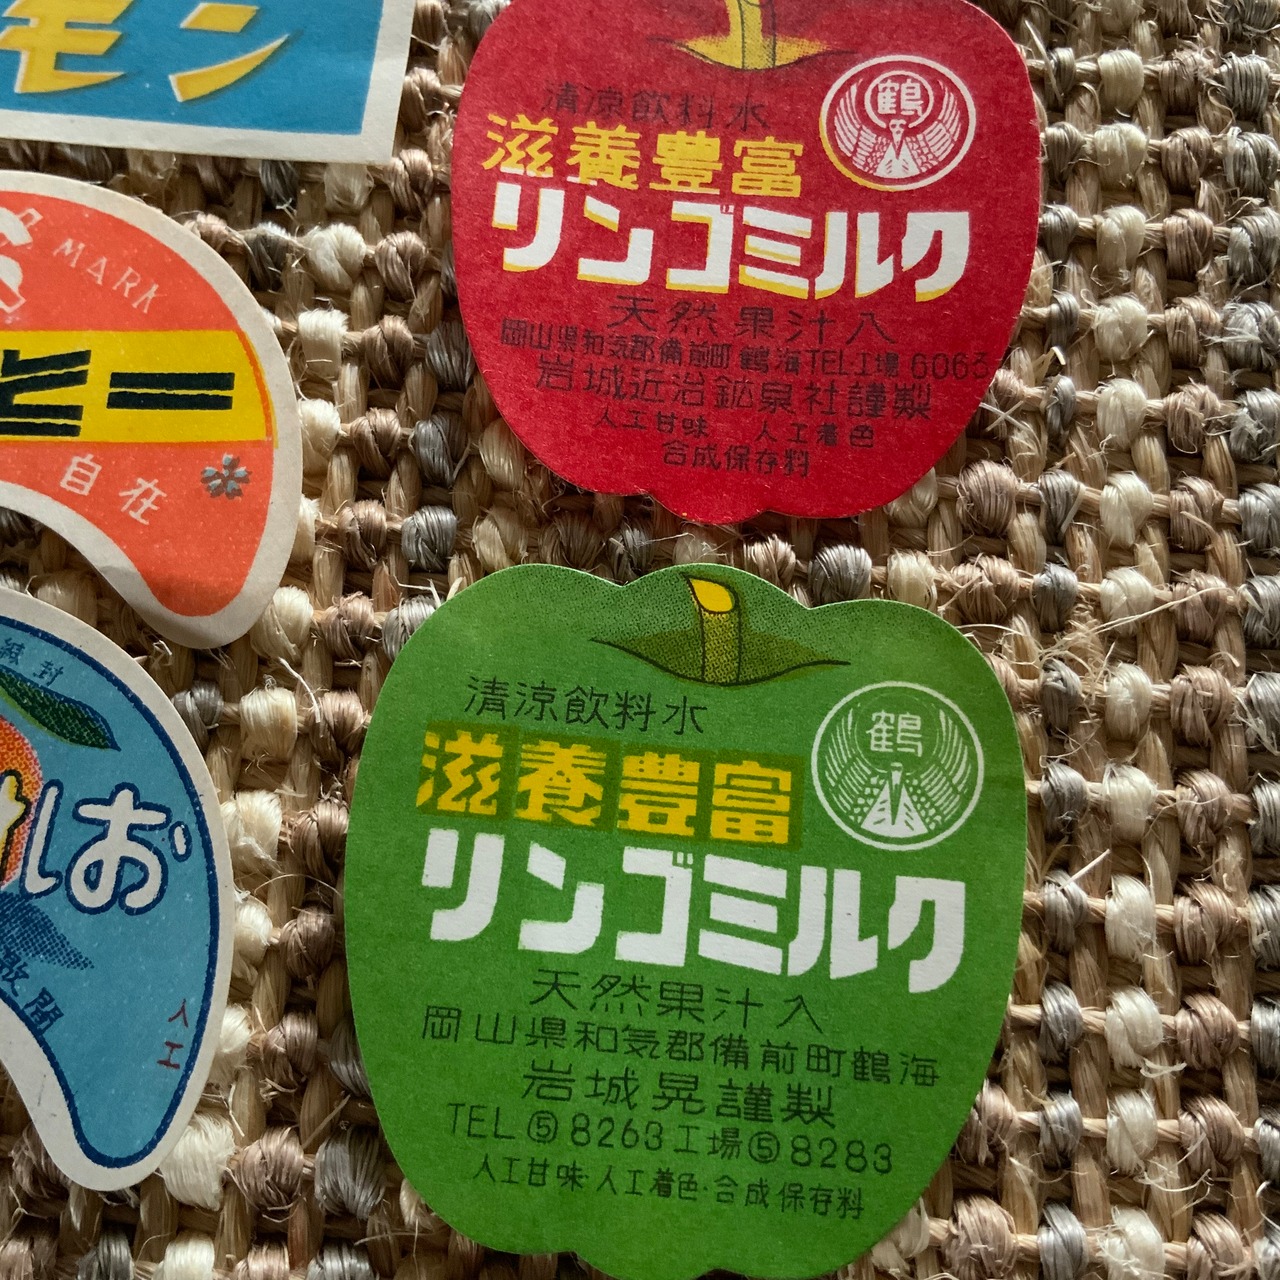 モン
清涼飲料水
鶴
滋養豊富
リンゴミルク
天然果汁入
岡山県和気郡備前町鶴海TEL工場6063
岩城近治鉱泉社謹製
人工甘味 人工着色
合成保存料
MARK
ヒー
自在
封
おい
人工
清涼飲料水
鶴
滋養豊富
リンゴミルク
天然果汁入
岡山県和気郡備前町鶴海
岩城晃謹製
TEL⑤8263工場⑤8283
人工甘味・人工着色・合成保存料